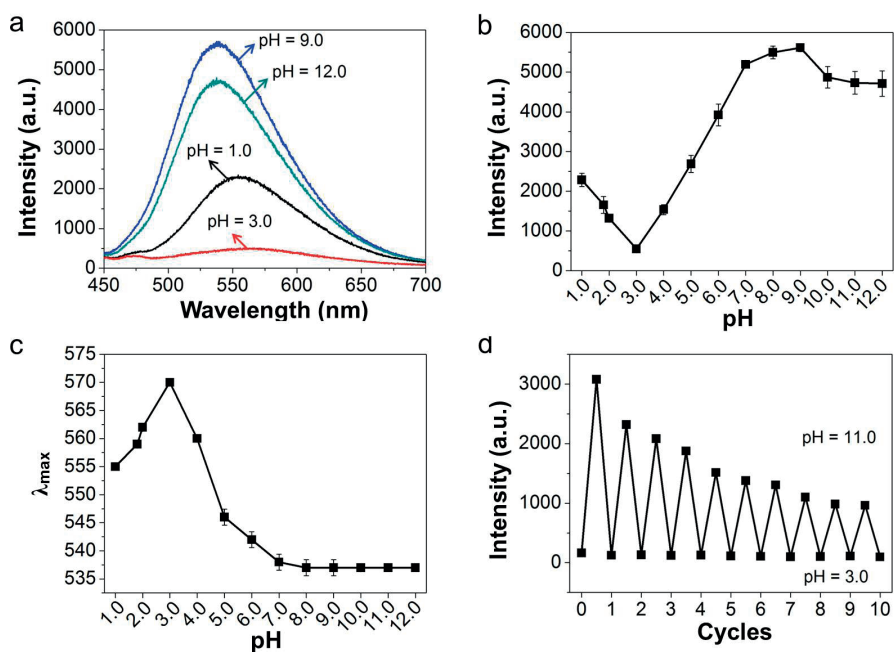 a
6000
5000
4000
3000
2000
1000
0
Intensity (a.u.)
pH = 9.0
pH = 12.0
pH = 1.0
pH = 3.0
450 500 550 600 650 700
Wavelength (nm)
b
6000
5000
4000
3000
2000
1000
0
Intensity (a.u.)
1.0 2.0 3.0 4.0 5.0 6.0 7.0 8.0 9.0 10.0 11.0 12.0
pH
c
575
570
565
560
555
550
545
540
535
λmax
1.0 2.0 3.0 4.0 5.0 6.0 7.0 8.0 9.0 10.0 11.0 12.0
pH
d
3000
2000
1000
0
Intensity (a.u.)
pH = 11.0
pH = 3.0
0 1 2 3 4 5 6 7 8 9 10
Cycles